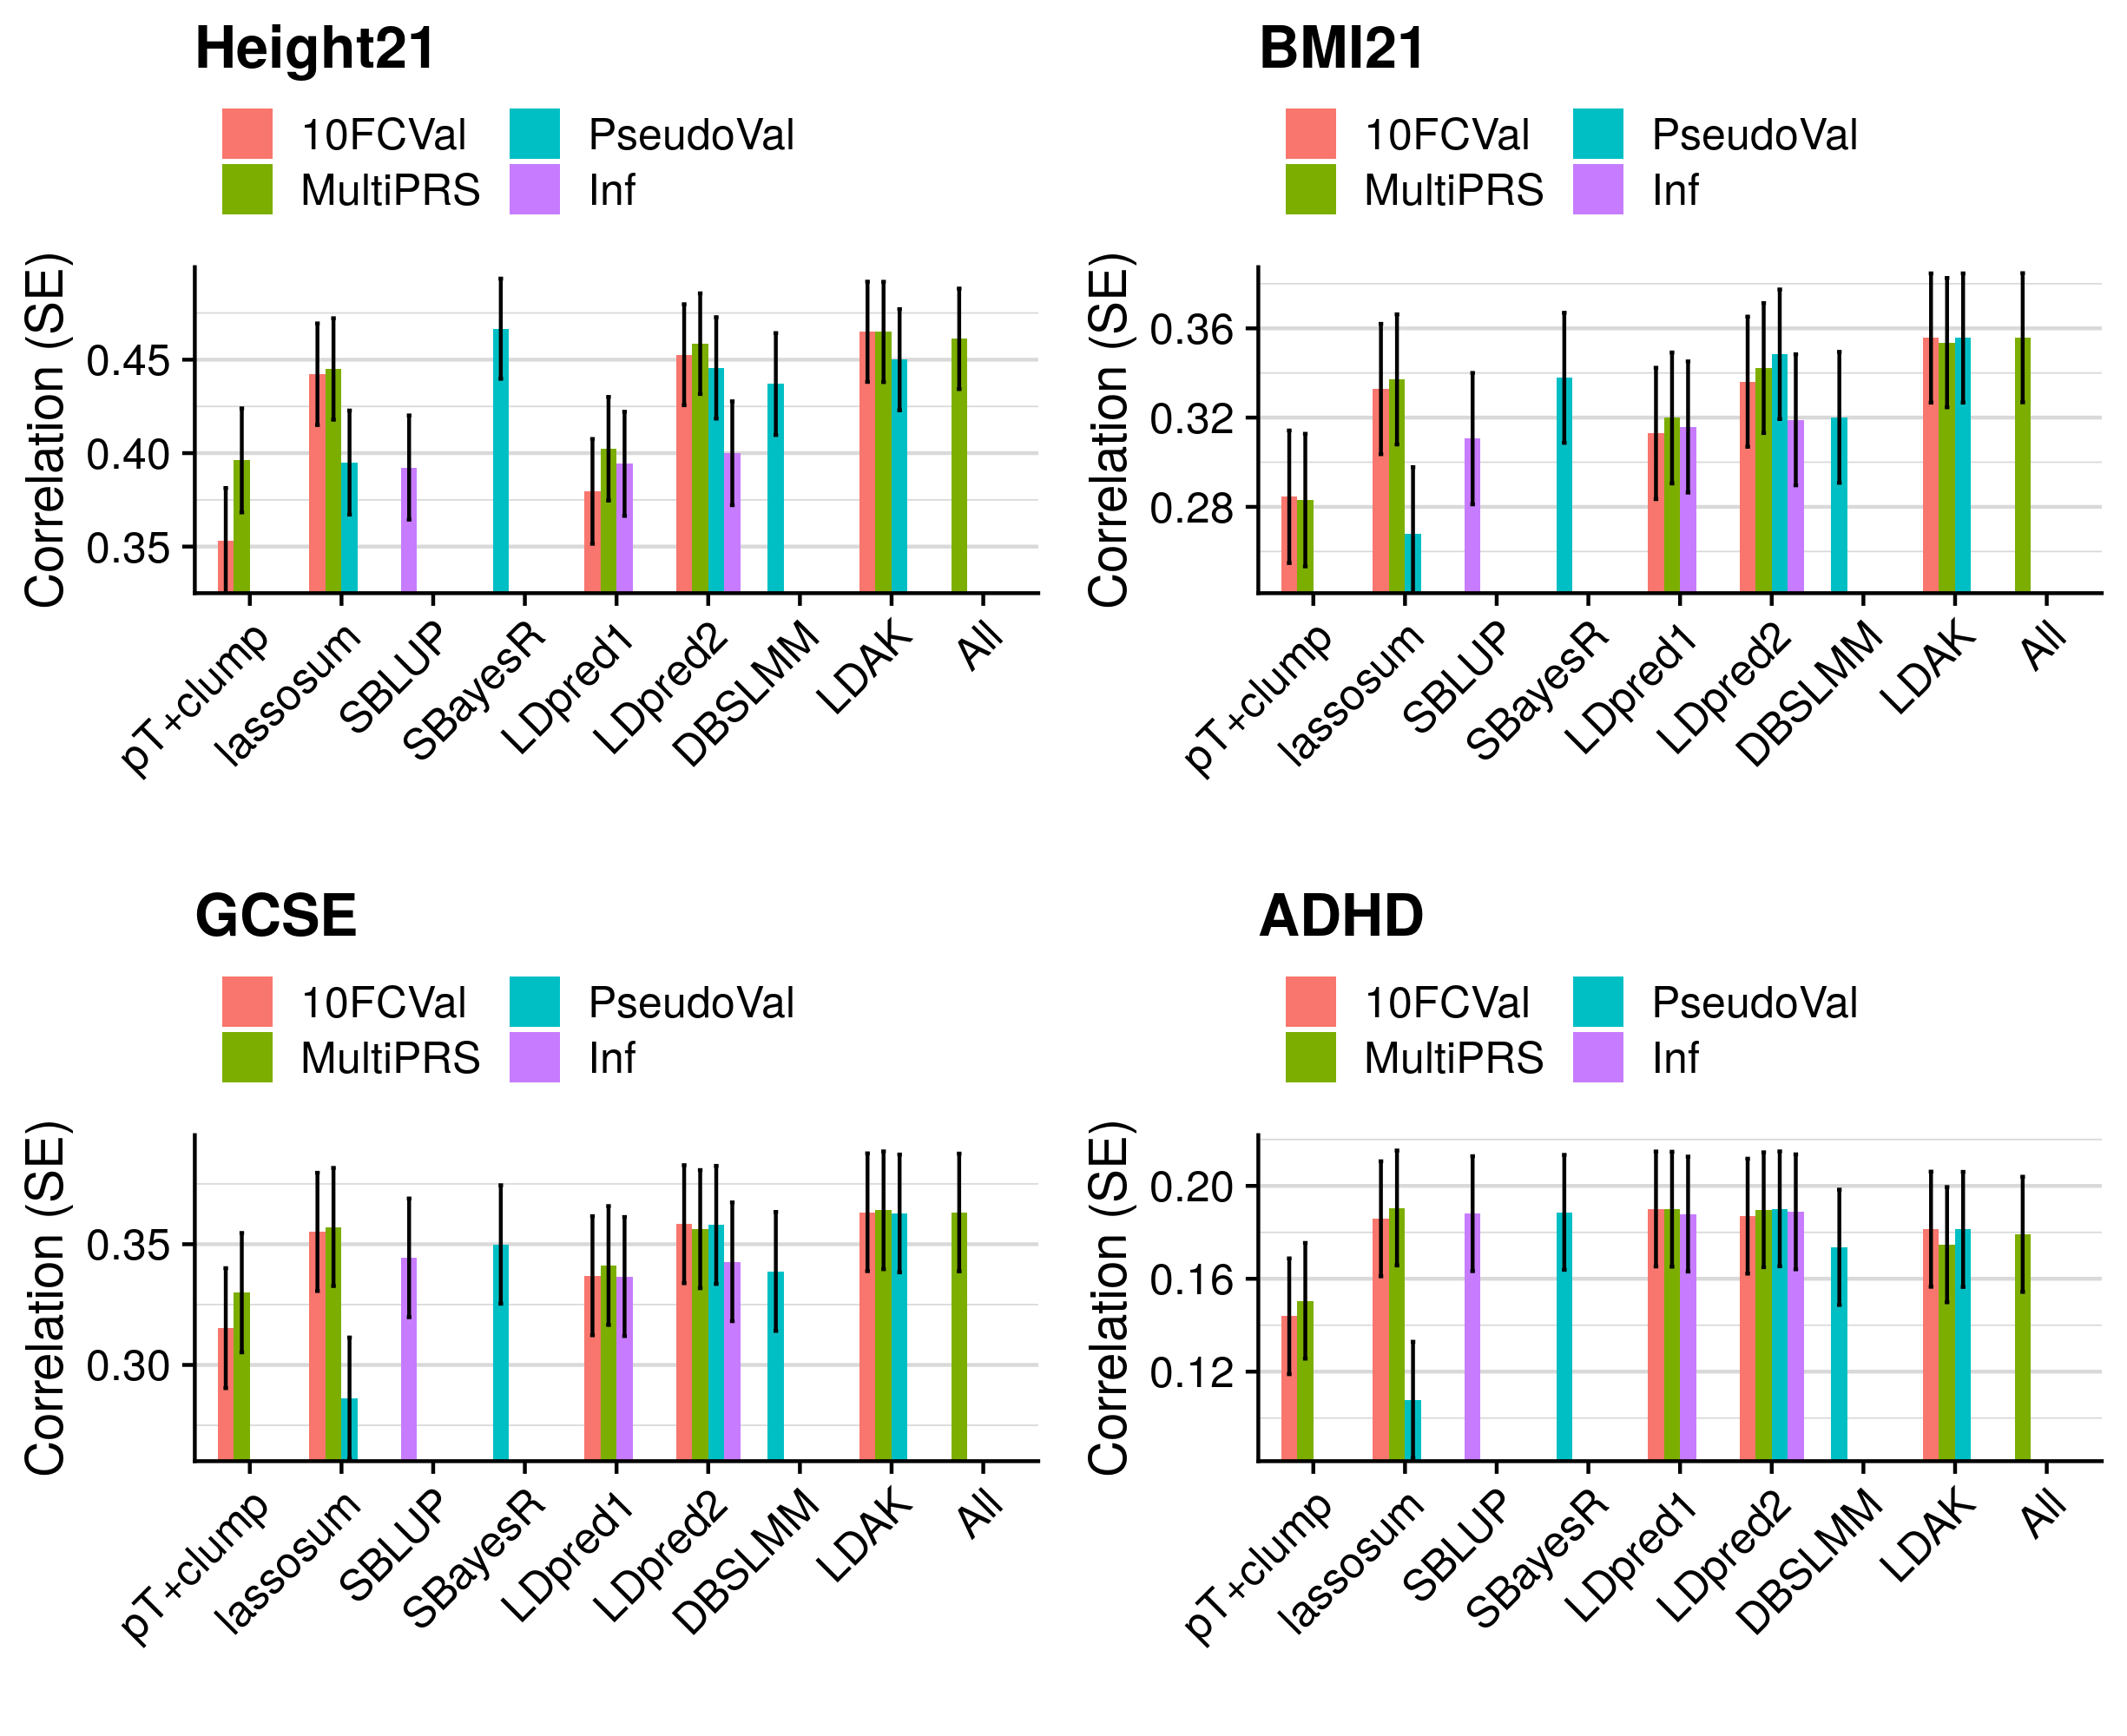 Height21
10FCVal
PseudoVal
MultiPRS
Inf
Correlation (SE)
0.45
0.40
0.35
pT+clump
lassosum
SBLUP
SBayesR
LDpred1
LDpred2
DBSLMM
LDAK
All
BMI21
10FCVal
PseudoVal
MultiPRS
Inf
Correlation (SE)
0.36
0.32
0.28
pT+clump
lassosum
SBLUP
SBayesR
LDpred1
LDpred2
DBSLMM
LDAK
All
GCSE
10FCVal
PseudoVal
MultiPRS
Inf
Correlation (SE)
0.35
0.30
pT+clump
lassosum
SBLUP
SBayesR
LDpred1
LDpred2
DBSLMM
LDAK
All
ADHD
10FCVal
PseudoVal
MultiPRS
Inf
Correlation (SE)
0.20
0.16
0.12
pT+clump
lassosum
SBLUP
SBayesR
LDpred1
LDpred2
DBSLMM
LDAK
All